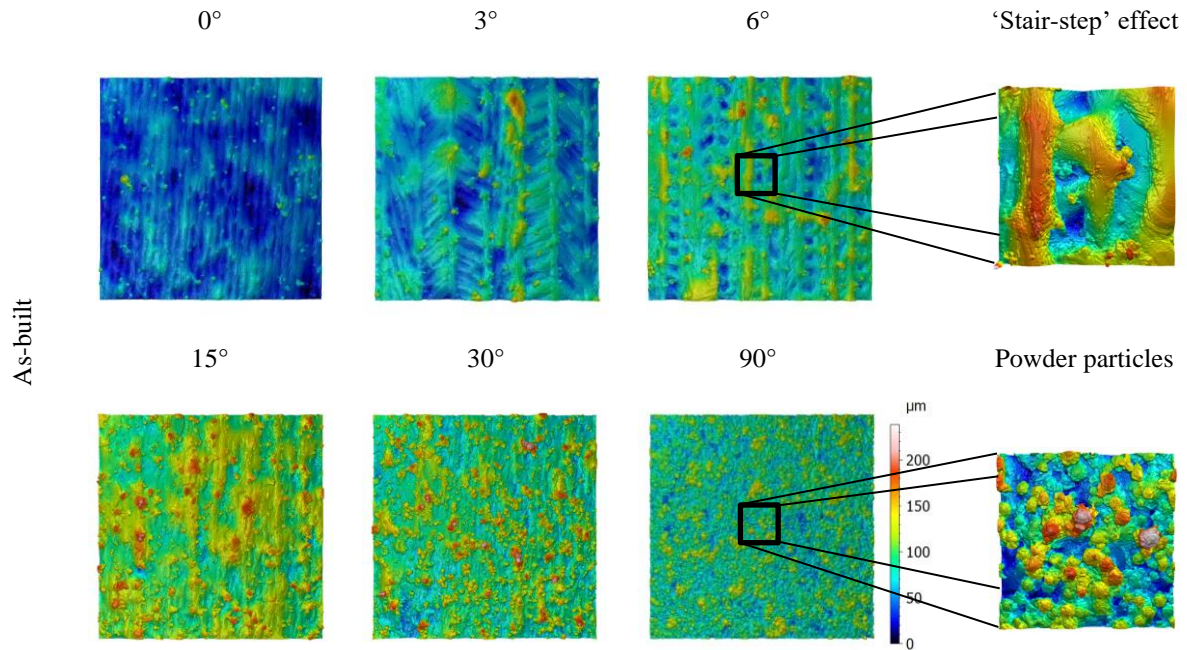 0°
3°
6°
‘Stair-step’ effect
As-built
15°
30°
90°
Powder particles
µm
200
150
100
50
0